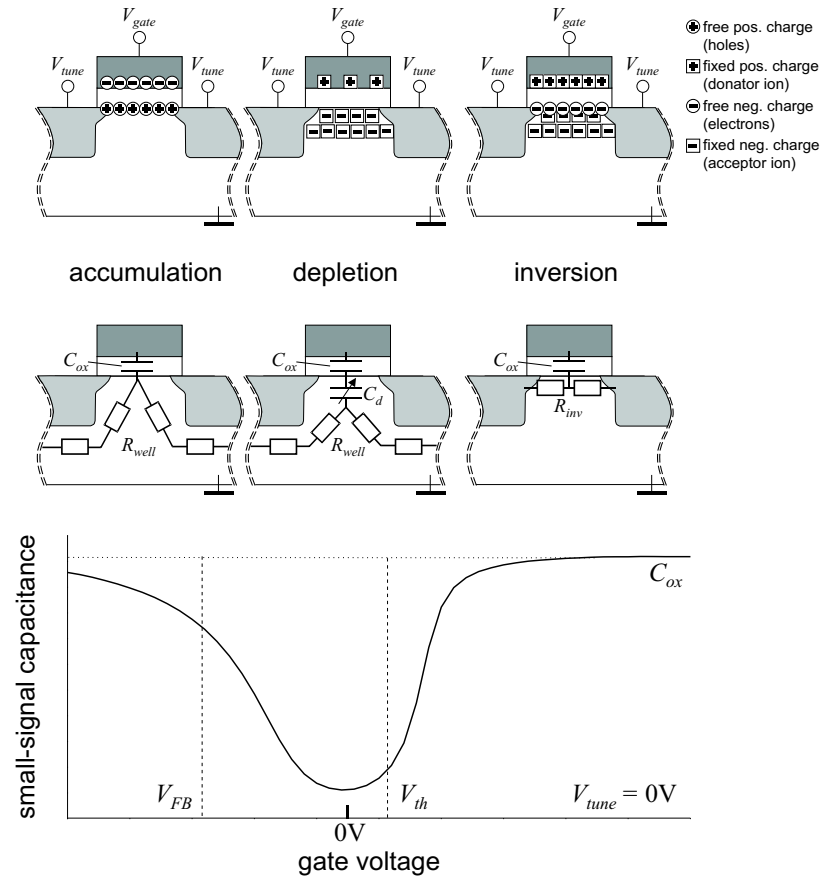 V_gate
V_gate
V_gate
V_tune
V_tune
V_tune
V_tune
V_tune
V_tune
free pos. charge
(holes)
fixed pos. charge
(donator ion)
free neg. charge
(electrons)
fixed neg. charge
(acceptor ion)
accumulation
depletion
inversion
C_ox
C_ox
C_ox
C_d
R_well
R_well
R_inv
small-signal capacitance
C_ox
V_FB
V_th
V_tune = 0V
0V
gate voltage